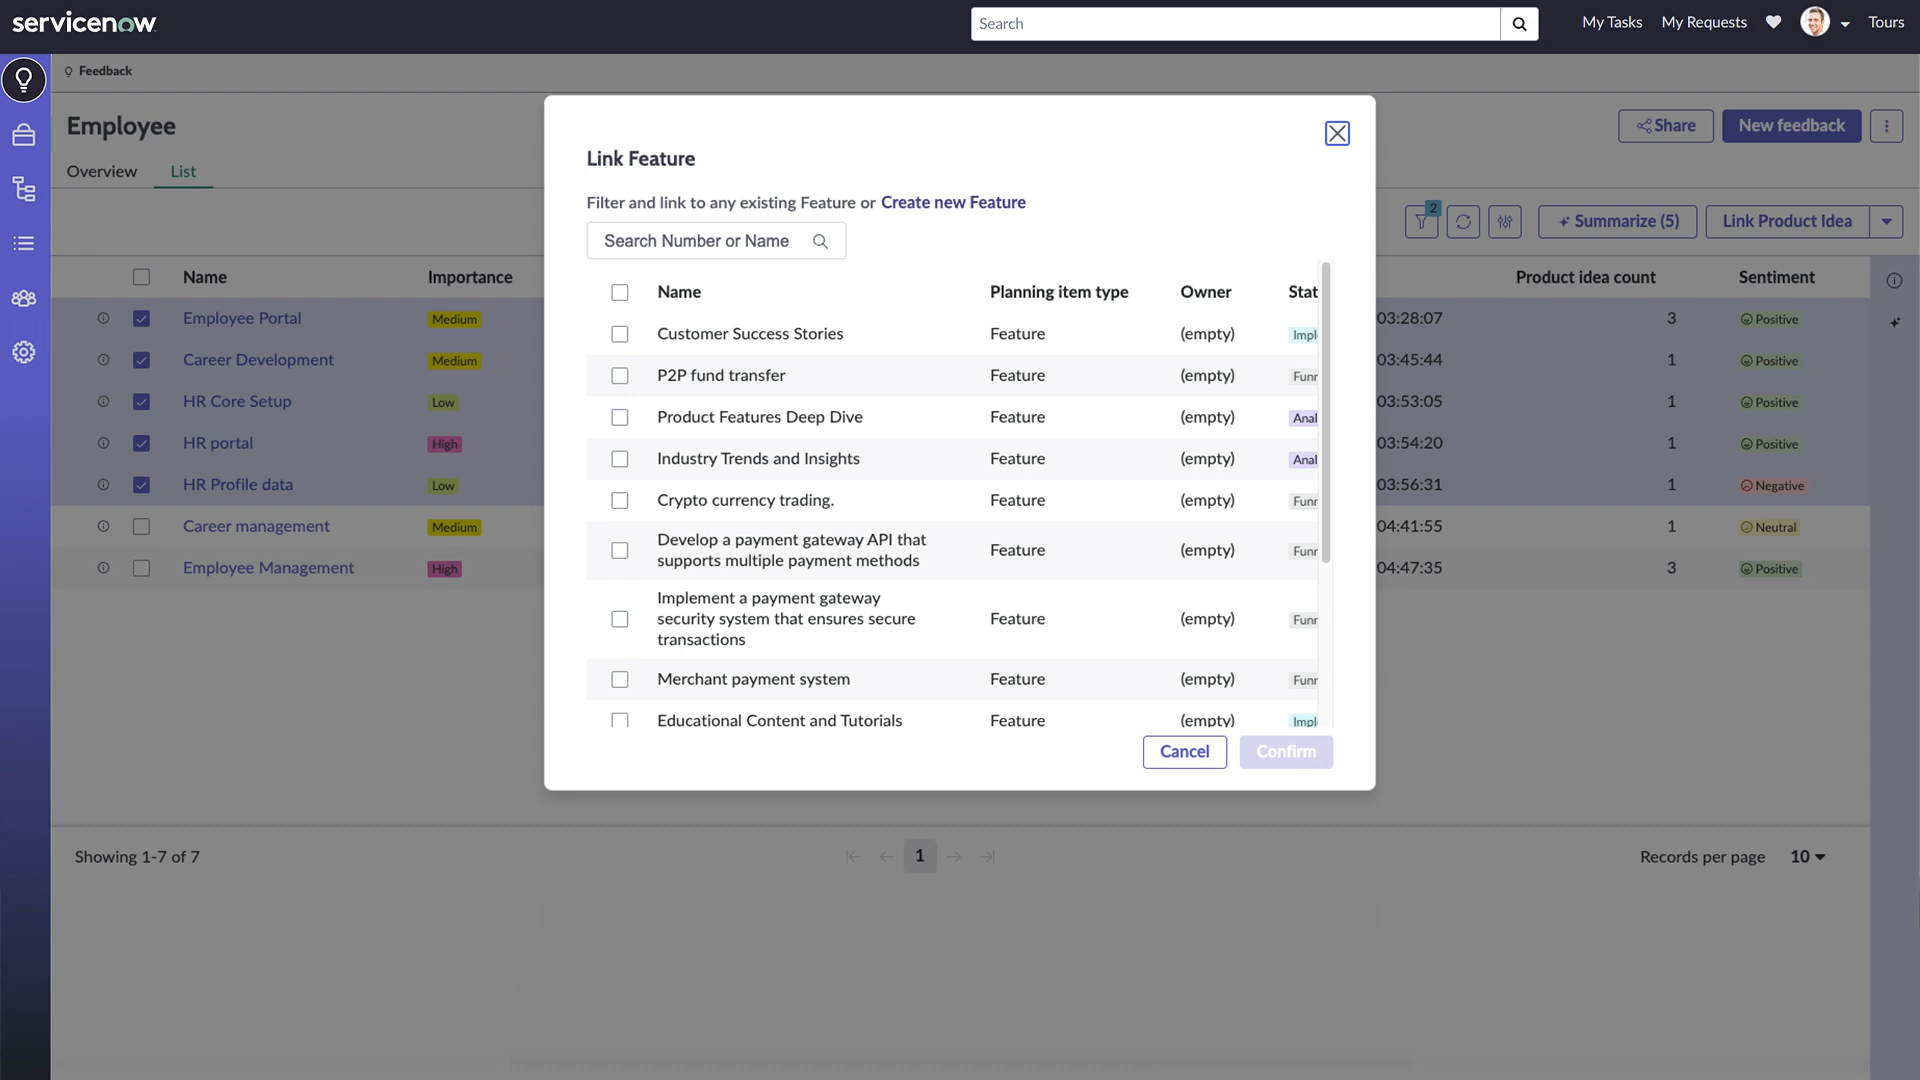 servicenow
Search
My Tasks
My Requests
Tours
Feedback
Employee
Share
New feedback
Overview
List
2
Summarize (5)
Link Product Idea
Link Feature
Filter and link to any existing Feature or Create new Feature
Search Number or Name
Name Importance
Product idea count Sentiment
Employee Portal Medium
03:28:07 3 Positive
Career Development Medium
03:45:44 1 Positive
HR Core Setup Low
03:53:05 1 Positive
HR portal High
03:54:20 1 Positive
HR Profile data Low
03:56:31 1 Negative
Career management Medium
04:41:55 1 Neutral
Employee Management High
04:47:35 3 Positive
Name Planning item type Owner Stat
Customer Success Stories Feature (empty) Impl
P2P fund transfer Feature (empty) Funr
Product Features Deep Dive Feature (empty) Anal
Industry Trends and Insights Feature (empty) Anal
Crypto currency trading. Feature (empty) Funr
Develop a payment gateway API that
supports multiple payment methods Feature (empty) Funr
Implement a payment gateway
security system that ensures secure
transactions Feature (empty) Funr
Merchant payment system Feature (empty) Funr
Educational Content and Tutorials Feature (empty) Impl
Cancel
Confirm
Showing 1-7 of 7
1
Records per page 10